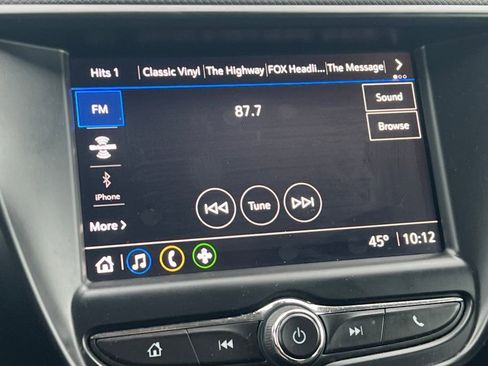 Hits 1 Classic Vinyl The Highway FOX Headli... The Message
FM 87.7 Sound
Browse
iPhone
Tune
More
45° 10:12